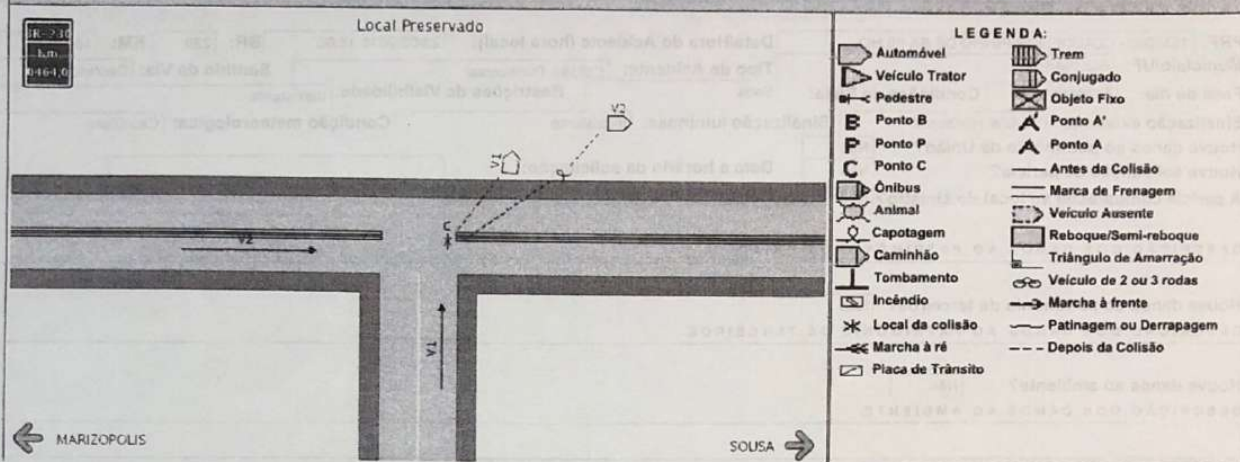 BR-230
km
0464,0
Local Preservado
V1
V2
C
V2
V1
MARIZOPOLIS
SOUSA
LEGENDA:
Automóvel
Veículo Trator
Pedestre
B Ponto B
P Ponto P
C Ponto C
Ônibus
Animal
Capotagem
Caminhão
Tombamento
Incêndio
Local da colisão
Marcha à ré
Placa de Trânsito
Trem
Conjugado
Objeto Fixo
A' Ponto A'
A Ponto A
Antes da Colisão
Marca de Frenagem
Veículo Ausente
Reboque/Semi-reboque
Triângulo de Amarração
Veículo de 2 ou 3 rodas
Marcha à frente
Patinagem ou Derrapagem
Depois da Colisão